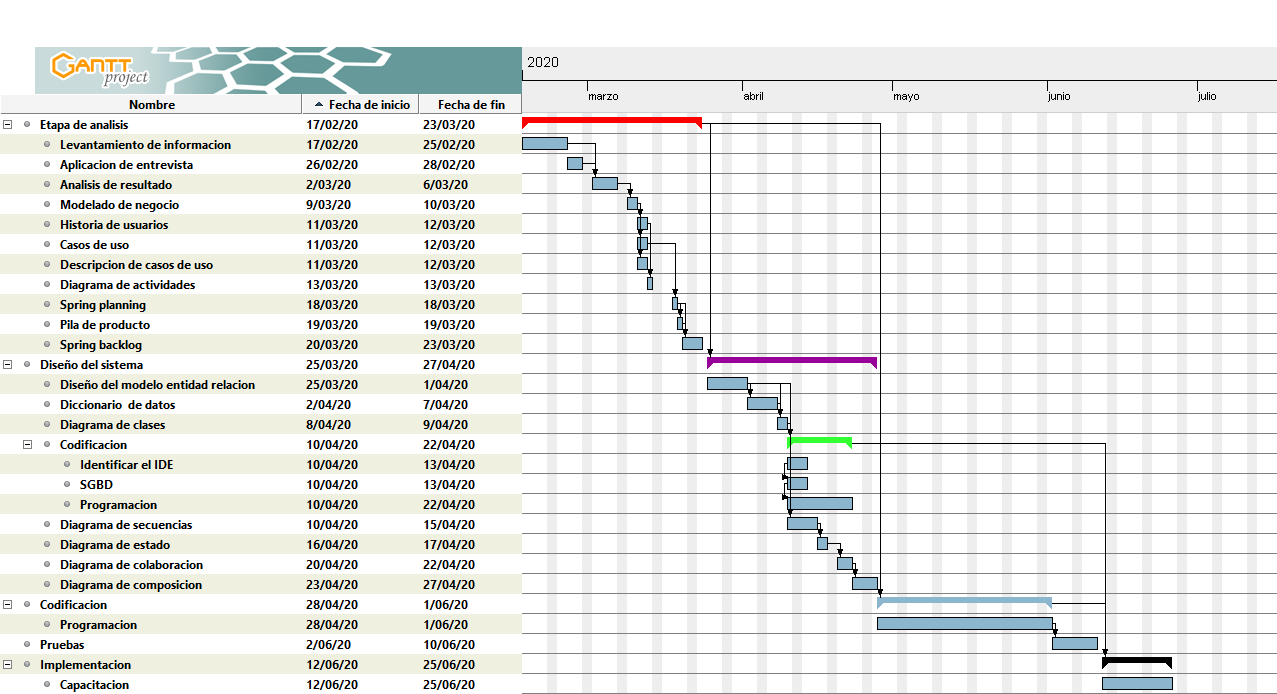 GANTT
project
2020
marzo abril mayo junio julio
Nombre Fecha de inicio Fecha de fin
Etapa de analisis 17/02/20 23/03/20
Levantamiento de informacion 17/02/20 25/02/20
Aplicacion de entrevista 26/02/20 28/02/20
Analisis de resultado 2/03/20 6/03/20
Modelado de negocio 9/03/20 10/03/20
Historia de usuarios 11/03/20 12/03/20
Casos de uso 11/03/20 12/03/20
Descripcion de casos de uso 11/03/20 12/03/20
Diagrama de actividades 13/03/20 13/03/20
Spring planning 18/03/20 18/03/20
Pila de producto 19/03/20 19/03/20
Spring backlog 20/03/20 23/03/20
Diseño del sistema 25/03/20 27/04/20
Diseño del modelo entidad relacion 25/03/20 1/04/20
Diccionario de datos 2/04/20 7/04/20
Diagrama de clases 8/04/20 9/04/20
Codificacion 10/04/20 22/04/20
Identificar el IDE 10/04/20 13/04/20
SGBD 10/04/20 13/04/20
Programacion 10/04/20 22/04/20
Diagrama de secuencias 10/04/20 15/04/20
Diagrama de estado 16/04/20 17/04/20
Diagrama de colaboracion 20/04/20 22/04/20
Diagrama de composicion 23/04/20 27/04/20
Codificacion 28/04/20 1/06/20
Programacion 28/04/20 1/06/20
Pruebas 2/06/20 10/06/20
Implementacion 12/06/20 25/06/20
Capacitacion 12/06/20 25/06/20